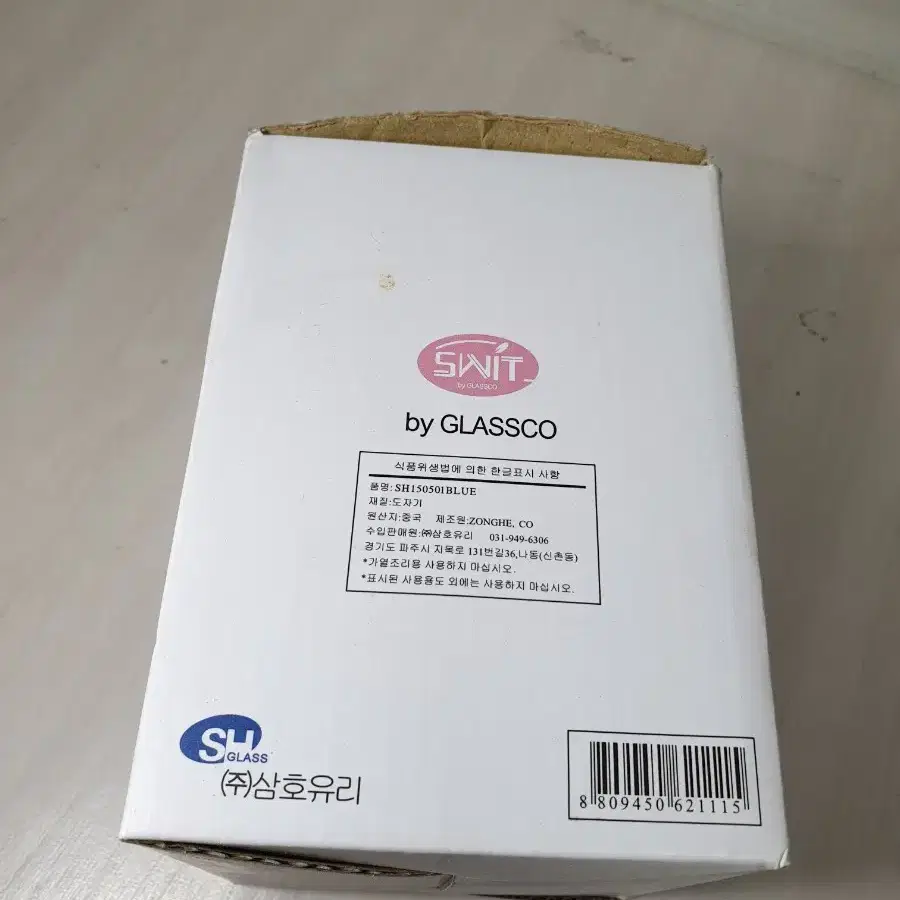 SWIT
by GLASSCO
by GLASSCO
식품위생법에 의한 한글표시 사항
품명: SH150501BLUE
재질:도자기
원산지:중국 제조원:ZONGHE, CO
수입판매원:㈜삼호유리 031-949-6306
경기도 파주시 지목로 131번길36,나동(신촌동)
*가열조리용 사용하지 마십시오.
*표시된 사용용도 외에는 사용하지 마십시오.
SH
GLASS
㈜삼호유리
8 809450 621115